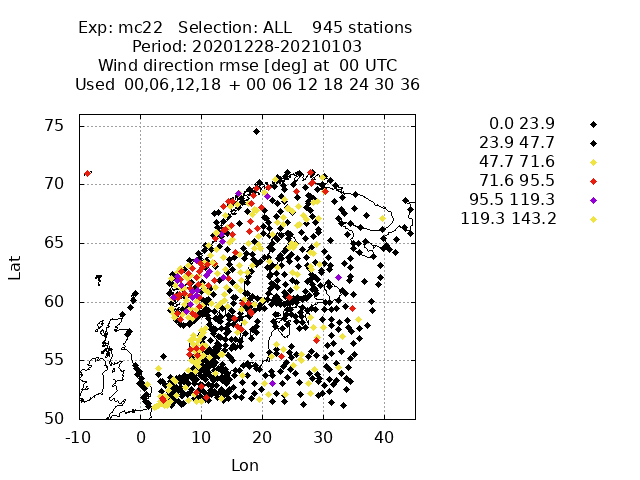 Exp: mc22 Selection: ALL 945 stations
Period: 20201228-20210103
Wind direction rmse [deg] at 00 UTC
Used 00,06,12,18 + 00 06 12 18 24 30 36
0.0 23.9
23.9 47.7
47.7 71.6
71.6 95.5
95.5 119.3
119.3 143.2
75
70
65
60
55
50
Lat
-10 0 10 20 30 40
Lon